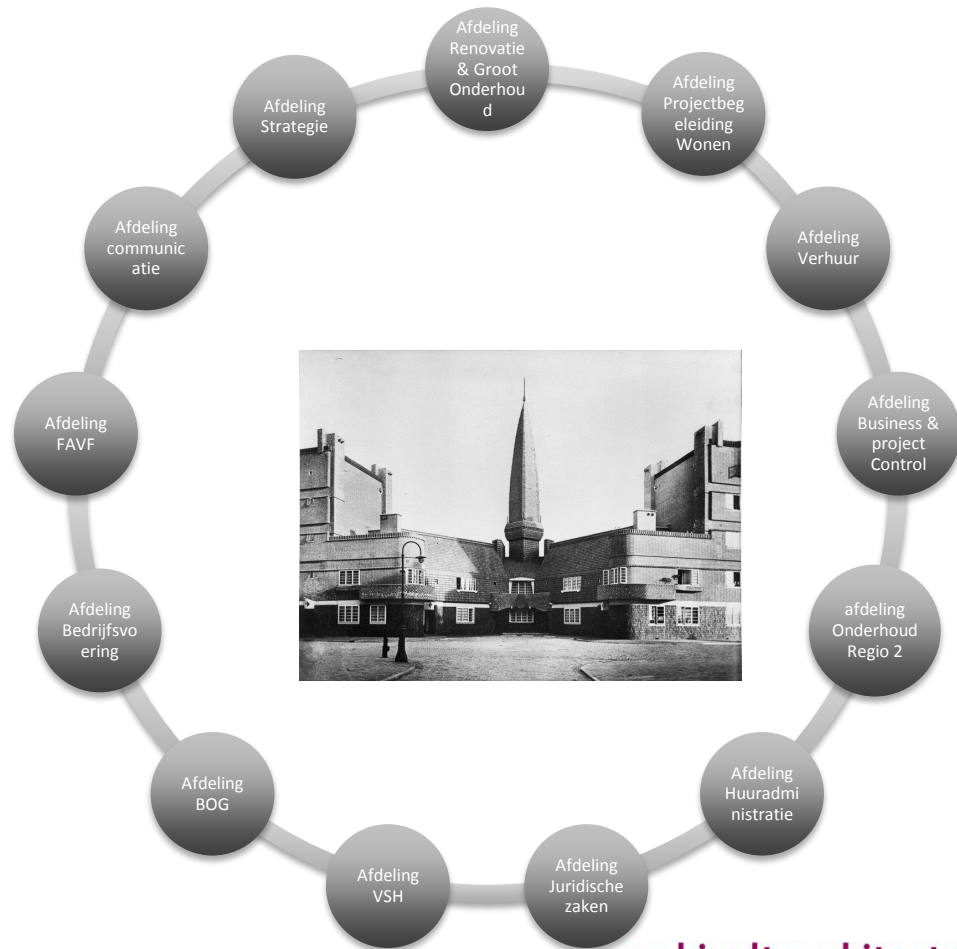 Afdeling
Renovatie
& Groot
Onderhou
d
Afdeling
Projectbeg
eleiding
Wonen
Afdeling
Verhuur
Afdeling
Business &
project
Control
afdeling
Onderhoud
Regio 2
Afdeling
Huuradmi
nistratie
Afdeling
Juridische
zaken
Afdeling
VSH
Afdeling
BOG
Afdeling
Bedrijfsvo
ering
Afdeling
FAVF
Afdeling
communic
atie
Afdeling
Strategie